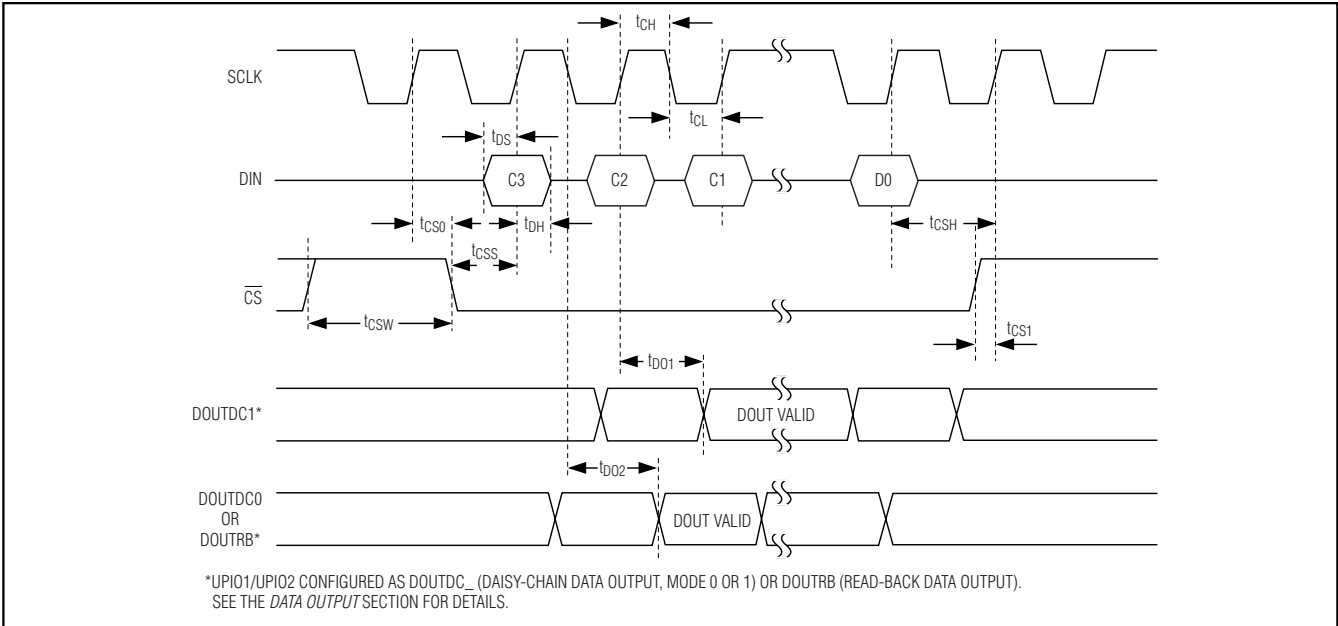 tCH
SCLK
tCL
tDS
DIN
C3
C2
C1
D0
tCS0
tDH
tCSH
tCSS
CS
tCSW
tCS1
tDO1
DOUTDC1*
DOUT VALID
tDO2
DOUTDC0
OR
DOUTRB*
DOUT VALID
*UPIO1/UPIO2 CONFIGURED AS DOUTDC_ (DAISY-CHAIN DATA OUTPUT, MODE 0 OR 1) OR DOUTRB (READ-BACK DATA OUTPUT).
SEE THE DATA OUTPUT SECTION FOR DETAILS.